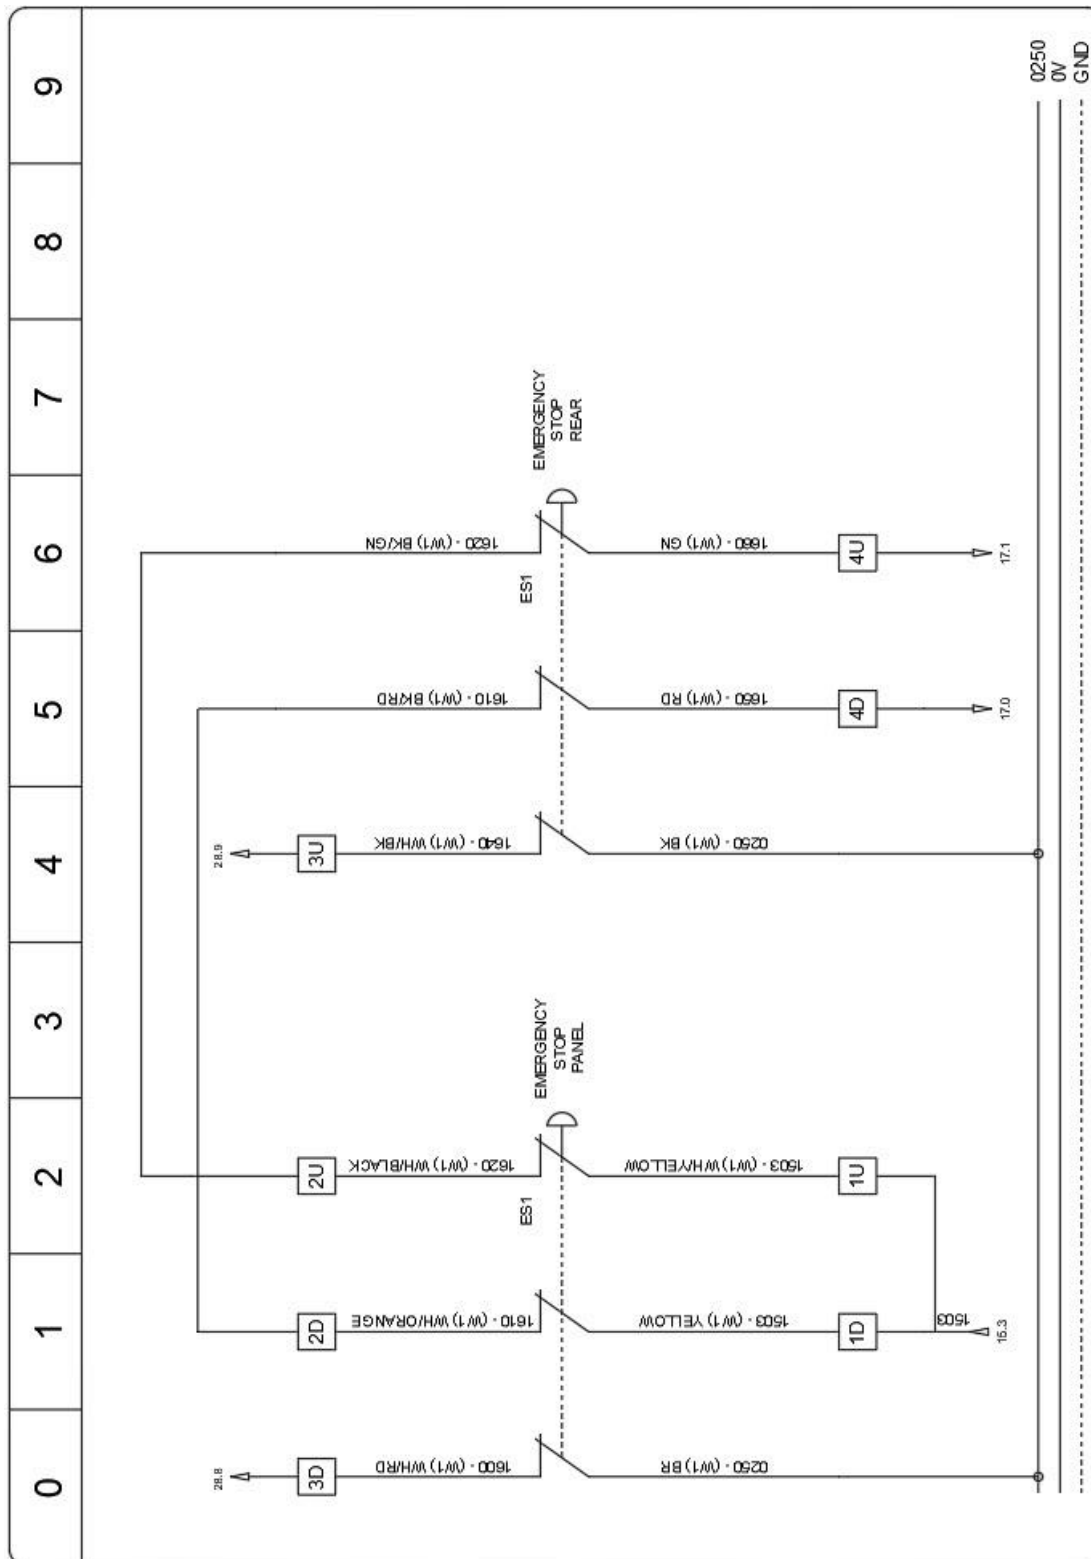 0
1
2
3
4
5
6
7
8
9
28.8
28.9
3D
2D
2U
3U
1600 - (W1) WH/RD
1610 - (W1) WH/ORANGE
1620 - (W1) WH/BLACK
1640 - (W1) WH/BK
1610 - (W1) BK/RD
1620 - (W1) BK/GN
ES1
EMERGENCY
STOP
PANEL
ES1
EMERGENCY
STOP
REAR
0250 - (W1) BR
1503 - (W1) YELLOW
1503 - (W1) WH/YELLOW
0250 - (W1) BK
1650 - (W1) RD
1660 - (W1) GN
1D
1U
4D
4U
1503
15.3
17.0
17.1
0250
0V
GND